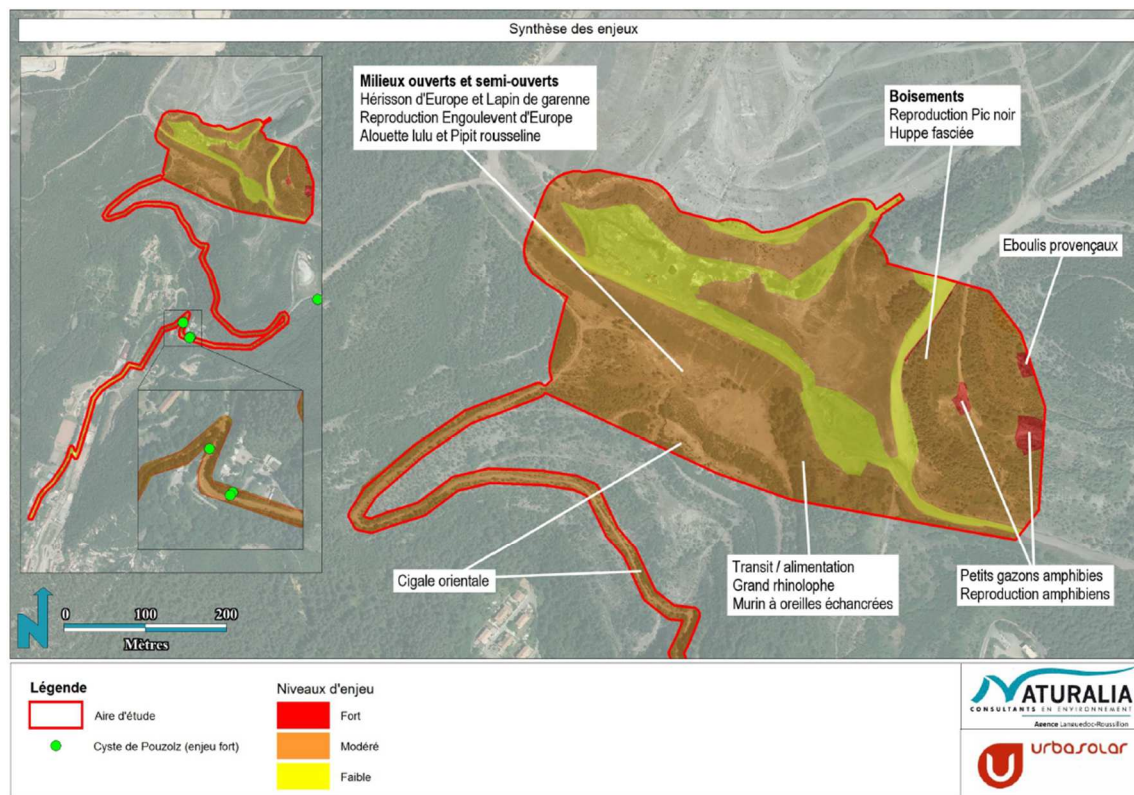 Synthèse des enjeux
Milieux ouverts et semi-ouverts
Hérisson d'Europe et Lapin de garenne
Reproduction Engoulevent d'Europe
Alouette lulu et Pipit rousseline
Boisements
Reproduction Pic noir
Huppe fasciée
Eboulis provençaux
Cigale orientale
Transit / alimentation
Grand rhinolophe
Murin à oreilles échancrées
Petits gazons amphibies
Reproduction amphibiens
N
0 100 200
Mètres
Légende
Aire d'étude
Cyste de Pouzolz (enjeu fort)
Niveaux d'enjeu
Fort
Modéré
Faible
NATURALIA
CONSULTANTS EN ENVIRONNEMENT
Agence Languedoc-Roussillon
urbasolar